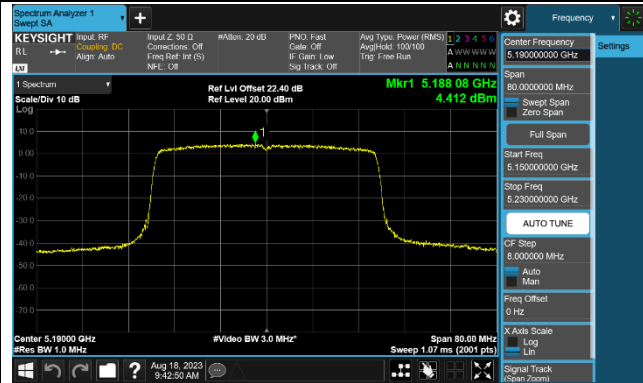 Spectrum Analyzer 1
Swept SA
Frequency
KEYSIGHT
RL
LXI
Input: RF
Coupling: DC
Align: Auto
Input Z: 50 Ω
Corrections: Off
Freq Ref: Int (S)
NFE: Off
#Atten: 20 dB
PNO: Fast
Gate: Off
IF Gain: Low
Sig Track: Off
Avg Type: Power (RMS)
Avg|Hold: 100/100
Trig: Free Run
1 2 3 4 5 6
A W W W W W
A N N N N N
1 Spectrum
Scale/Div 10 dB
Log
Ref Lvl Offset 22.40 dB
Ref Level 20.00 dBm
Mkr1 5.188 08 GHz
4.412 dBm
1
10.0
0.00
-10.0
-20.0
-30.0
-40.0
-50.0
-60.0
-70.0
Center 5.19000 GHz
#Res BW 1.0 MHz
#Video BW 3.0 MHz*
Span 80.00 MHz
Sweep 1.07 ms (2001 pts)
Aug 18, 2023
9:42:50 AM
Center Frequency
5.190000000 GHz
Span
80.0000000 MHz
Swept Span
Zero Span
Full Span
Start Freq
5.150000000 GHz
Stop Freq
5.230000000 GHz
AUTO TUNE
CF Step
8.000000 MHz
Auto
Man
Freq Offset
0 Hz
X Axis Scale
Log
Lin
Signal Track
(Span Zoom)
Settings